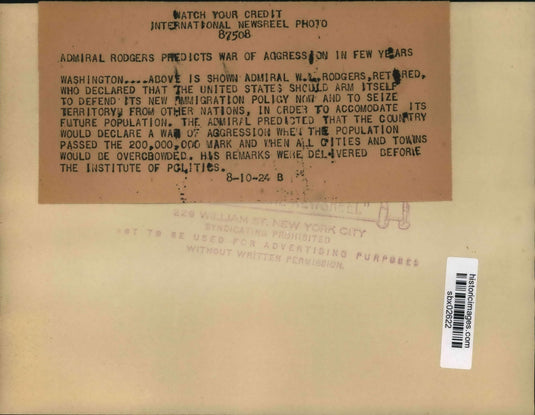 WATCH YOUR CREDIT
INTERNATIONAL NEWSREEL PHOTO
87508
ADMIRAL RODGERS PREDICTS WAR OF AGGRESSION IN FEW YEARS
WASHINGTON....ABOVE IS SHOWN ADMIRAL W.L.RODGERS,RETIRED,
WHO DECLARED THAT THE UNITED STATES SHOULD ARM ITSELF
TO DEFEND ITS NEW IMMIGRATION POLICY NOW AND TO SEIZE
TERRITORY FROM OTHER NATIONS, IN ORDER TO ACCOMODATE ITS
FUTURE POPULATION. THE ADMIRAL PREDICTED THAT THE COUNTRY
WOULD DECLARE A WAR OF AGGRESSION WHEN THE POPULATION
PASSED THE 200,000,000 MARK AND WHEN ALL CITIES AND TOWNS
WOULD BE OVERCROWDED. HIS REMARKS WERE DELIVERED BEFORE
THE INSTITUTE OF POLITICS.
8-10-24 B
NEWSREEL"
226 WILLIAM ST. NEW YORK CITY
SYNDICATING PROHIBITED
NOT TO BE USED FOR ADVERTISING PURPOSES
WITHOUT WRITTEN PERMISSION.
historicimages.com
sbx02622